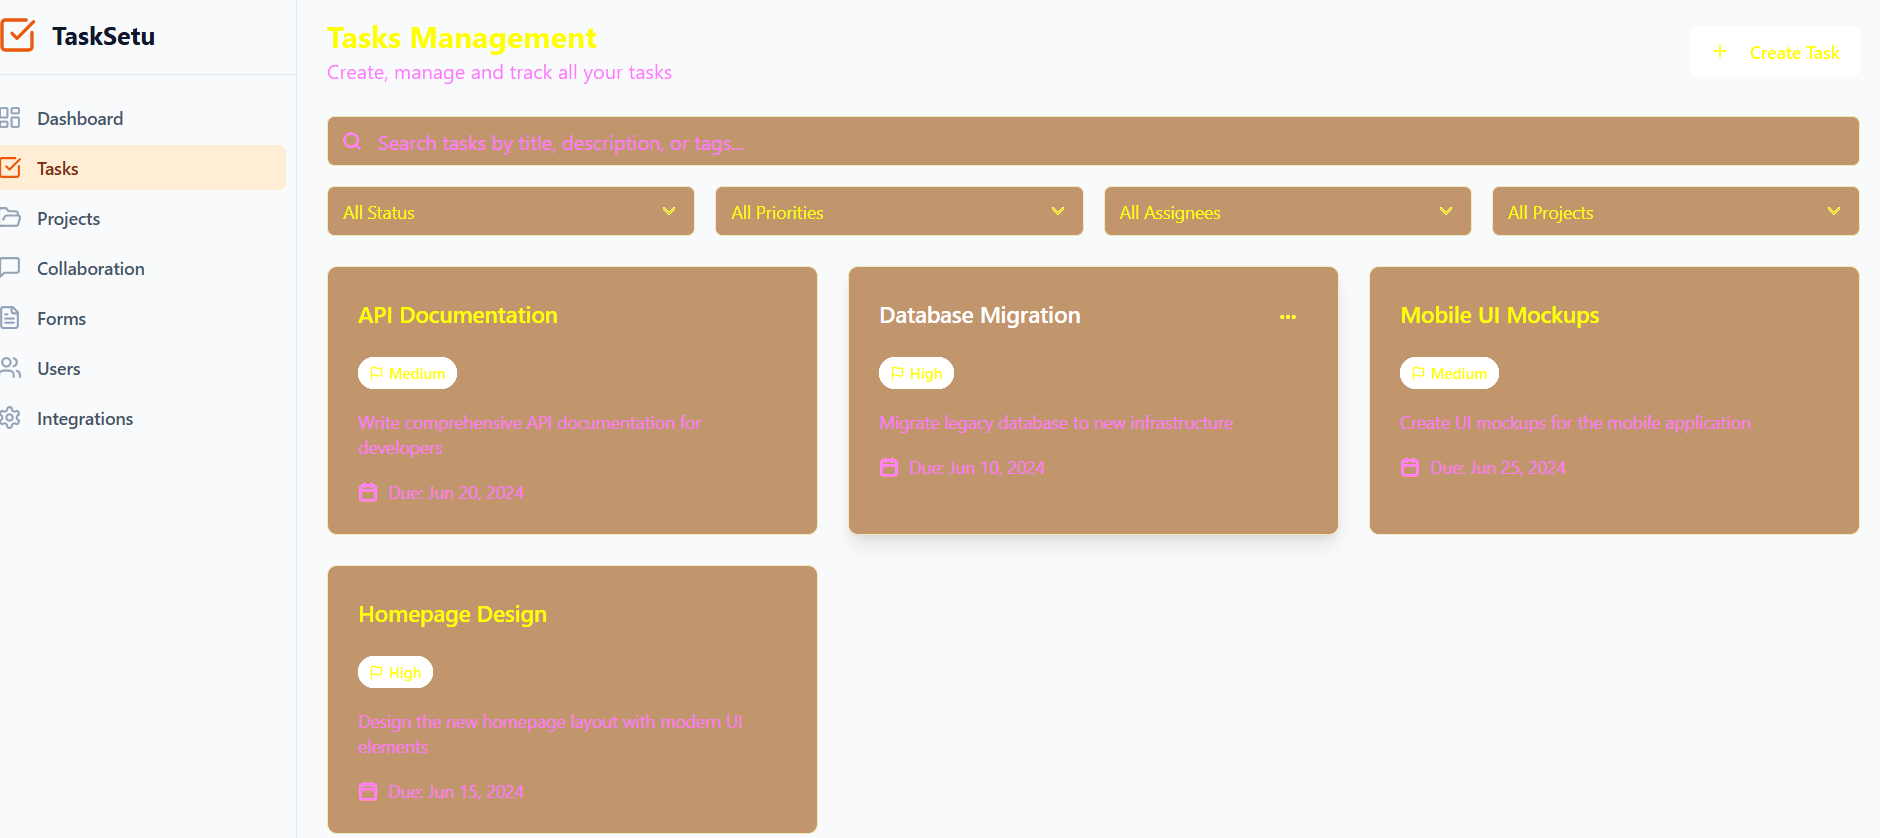 TaskSetu
Dashboard
Tasks
Projects
Collaboration
Forms
Users
Integrations
Tasks Management
Create, manage and track all your tasks
Create Task
Search tasks by title, description, or tags...
All Status
All Priorities
All Assignees
All Projects
API Documentation
Medium
Write comprehensive API documentation for
developers
Due: Jun 20, 2024
Database Migration
High
Migrate legacy database to new infrastructure
Due: Jun 10, 2024
Mobile UI Mockups
Medium
Create UI mockups for the mobile application
Due: Jun 25, 2024
Homepage Design
High
Design the new homepage layout with modern UI
elements
Due: Jun 15, 2024